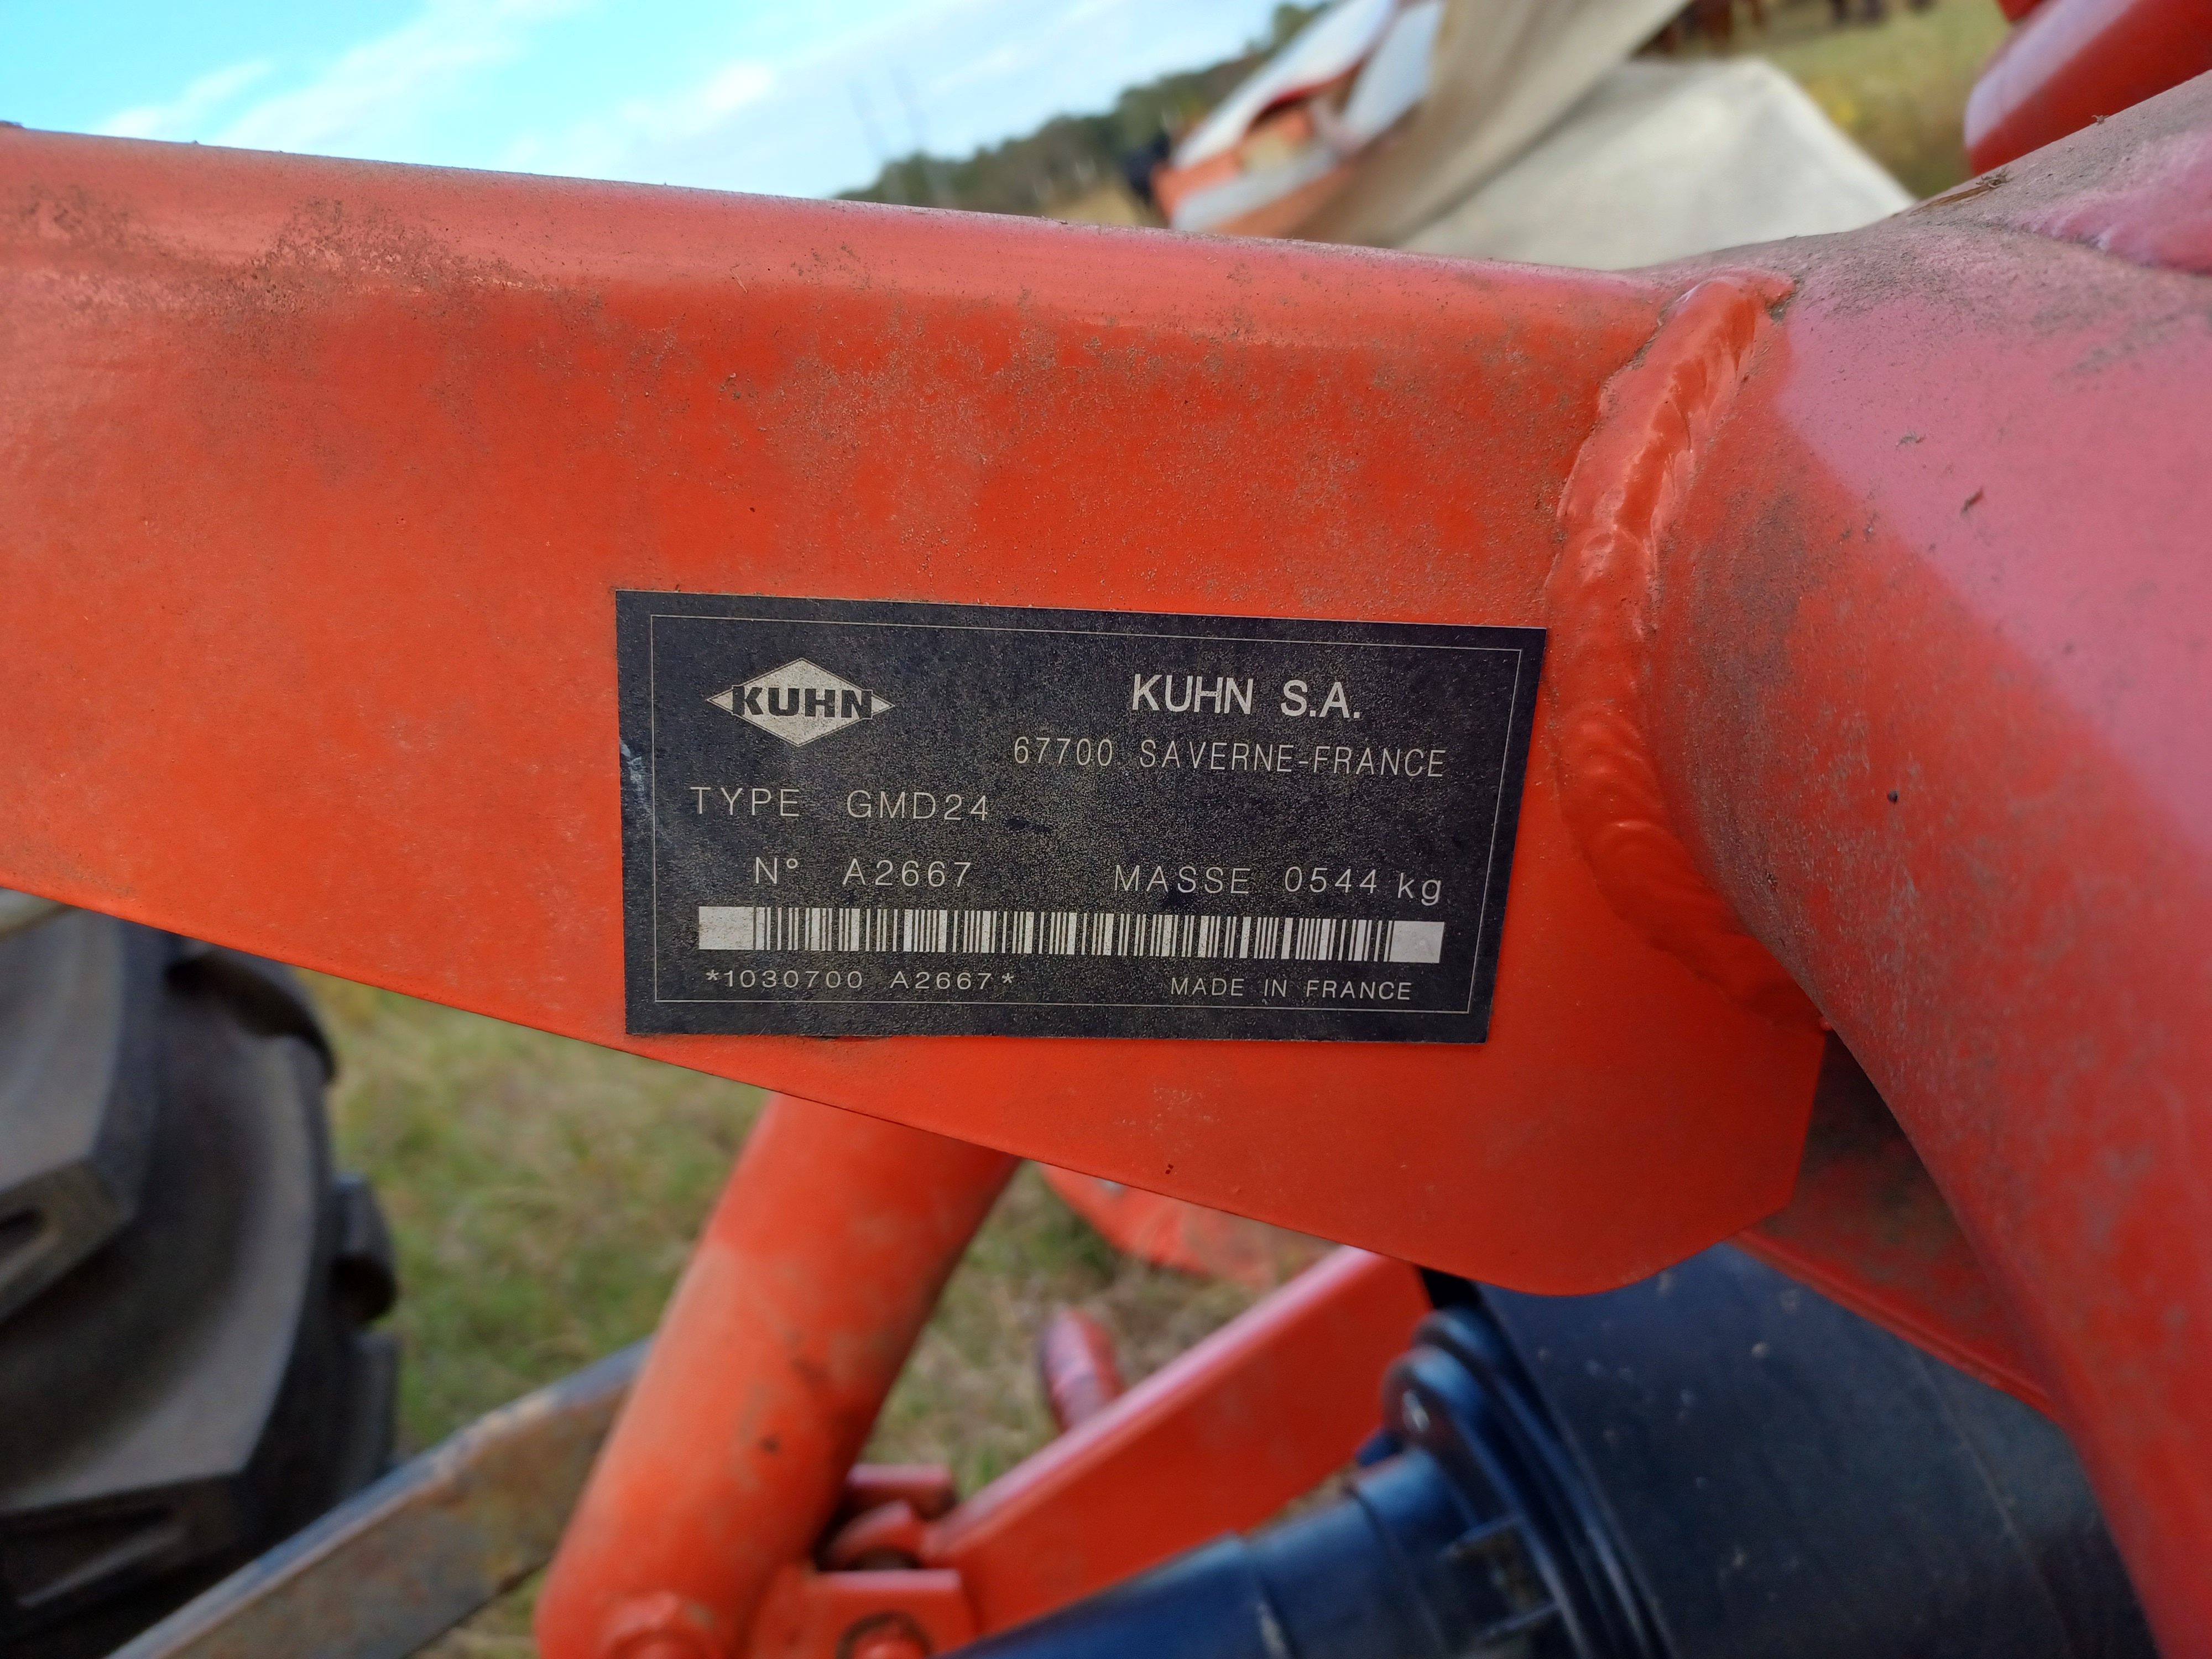 KUHN
KUHN S.A.
67700 SAVERNE-FRANCE
TYPE GMD24
N° A2667 MASSE 0544 kg
*1030700 A2667* MADE IN FRANCE